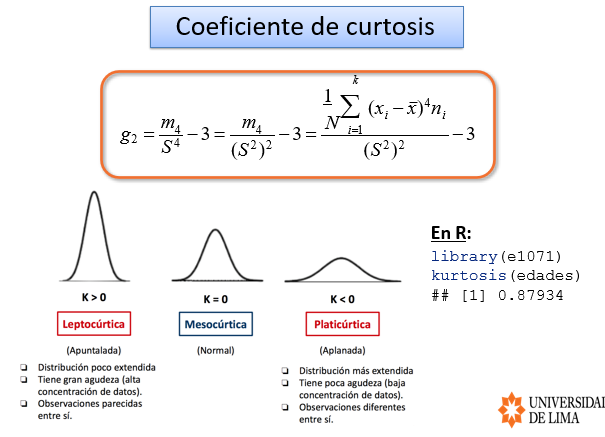 Coeficiente de curtosis
g₂ = m₄/S⁴ − 3 = m₄/(S²)² − 3 = (1/N ∑_{i=1}^{k} (xᵢ − x̄)⁴nᵢ)/(S²)² − 3
K > 0
K = 0
K < 0
Leptocúrtica
Mesocúrtica
Platicúrtica
(Apuntalada)
(Normal)
(Aplanada)
❑ Distribución poco extendida
❑ Tiene gran agudeza (alta
concentración de datos).
❑ Observaciones parecidas
entre sí.
❑ Distribución más extendida
❑ Tiene poca agudeza (baja
concentración de datos).
❑ Observaciones diferentes
entre sí.
En R:
library(e1071)
kurtosis(edades)
## [1] 0.87934
UNIVERSIDAD
DE LIMA